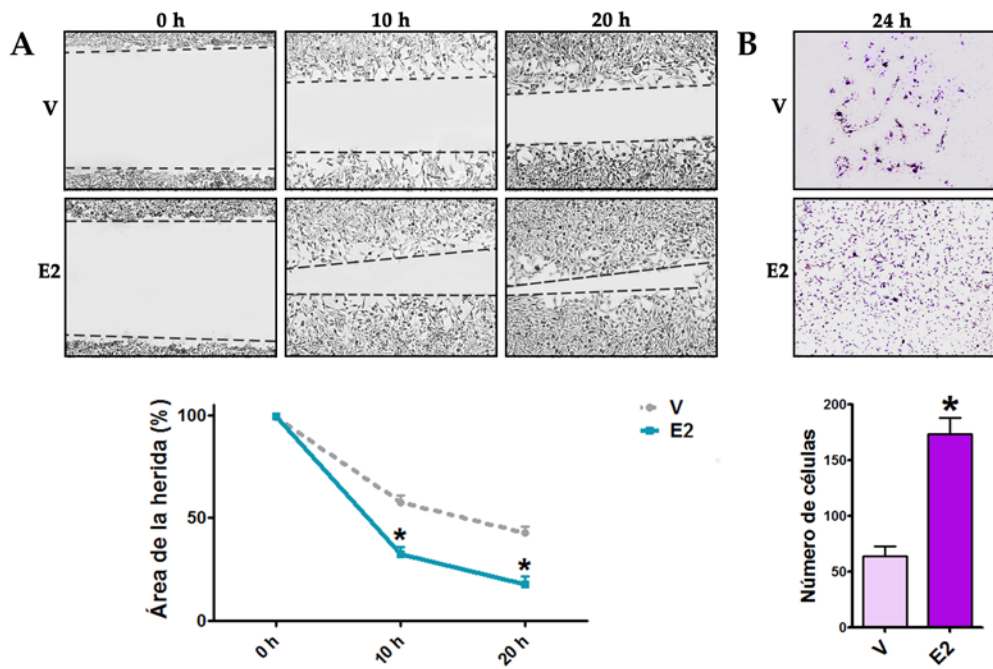 A
0 h
10 h
20 h
B
24 h
V
V
E2
E2
Área de la herida (%)
100
50
0
0 h
10 h
20 h
*
*
V
E2
Número de células
200
150
100
50
0
*
V
E2